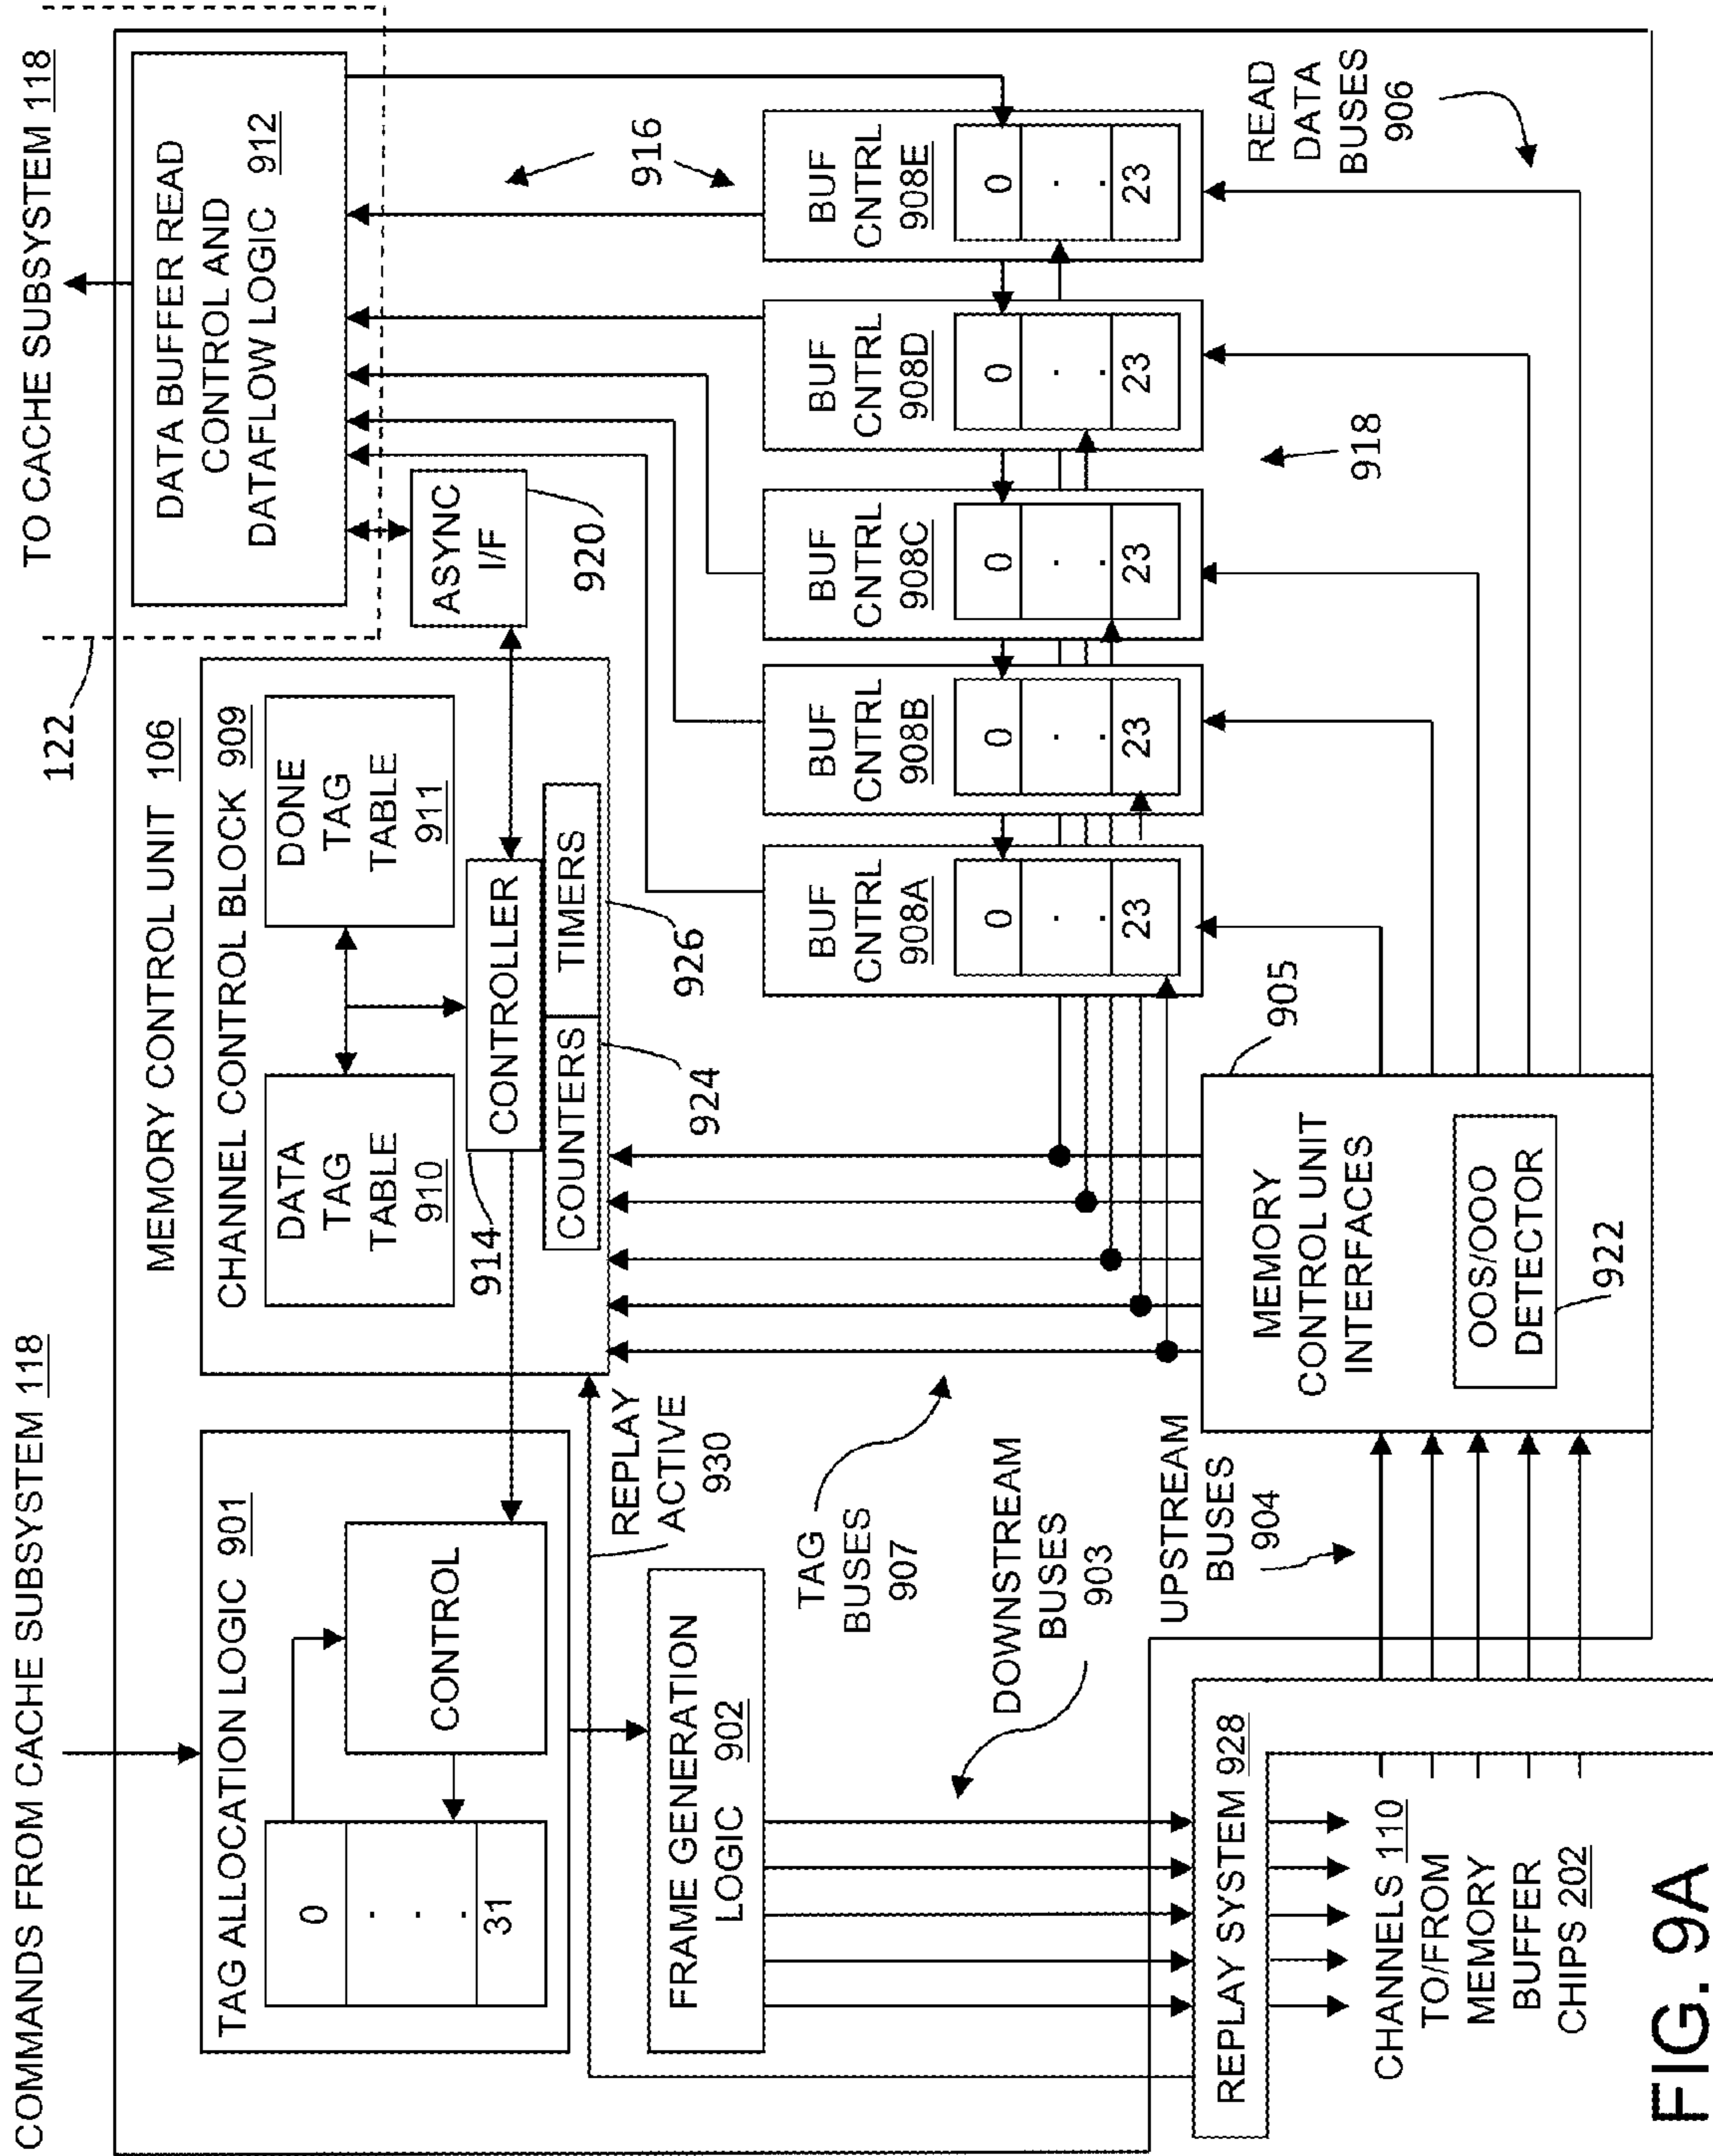 COMMANDS FROM CACHE SUBSYSTEM 118
TO CACHE SUBSYSTEM 118
122
MEMORY CONTROL UNIT 106
TAG ALLOCATION LOGIC 901
0
.
.
.
31
CONTROL
CHANNEL CONTROL BLOCK 909
DATA
TAG
TABLE
910
DONE
TAG
TABLE
911
914
CONTROLLER
COUNTERS
TIMERS
924
926
DATA BUFFER READ
CONTROL AND
DATAFLOW LOGIC 912
ASYNC
I/F
920
916
REPLAY
ACTIVE
930
FRAME GENERATION
LOGIC 902
TAG
BUSES
907
DOWNSTREAM
BUSES
903
BUF
CNTRL
908A
0
.
.
23
BUF
CNTRL
908B
0
.
.
23
BUF
CNTRL
908C
0
.
.
23
BUF
CNTRL
908D
0
.
.
23
BUF
CNTRL
908E
0
.
.
23
918
READ
DATA
BUSES
906
905
UPSTREAM
BUSES
904
MEMORY
CONTROL UNIT
INTERFACES
OOS/OOO
DETECTOR
922
REPLAY SYSTEM 928
CHANNELS 110
TO/FROM
MEMORY
BUFFER
CHIPS 202
FIG. 9A